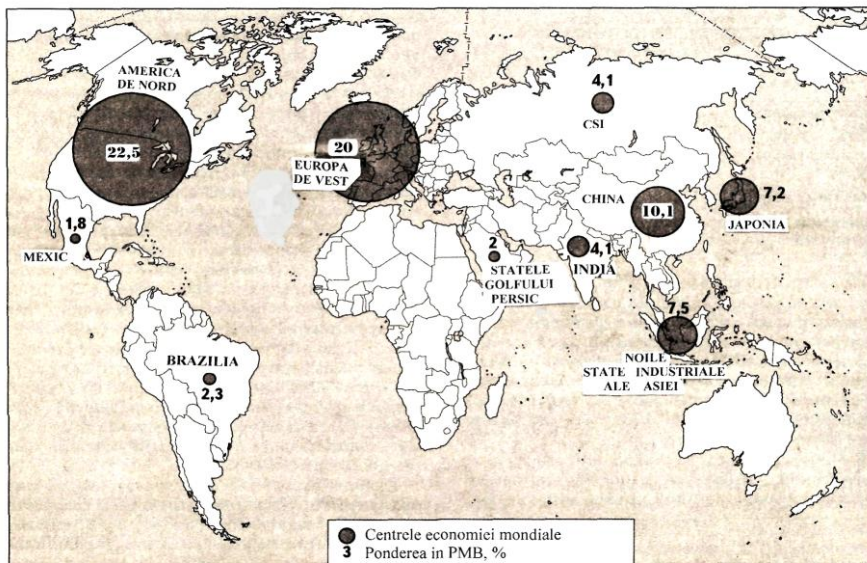 AMERICA
DE NORD
22,5
1,8
MEXIC
BRAZILIA
2,3
20
EUROPA
DE VEST
4,1
CSI
CHINA
10,1
7,2
JAPONIA
4,1
INDIA
2
STATELE
GOLFULUI
PERSIC
7,5
NOILE
STATE INDUSTRIALE
ALE ASIEI
Centrele economiei mondiale
3 Ponderea in PMB, %